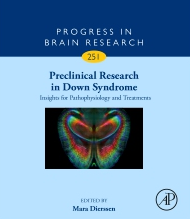 PROGRESS IN
BRAIN RESEARCH
251
Preclinical Research
in Down Syndrome
Insights for Pathophysiology and Treatments
EDITED BY
Mara Dierssen